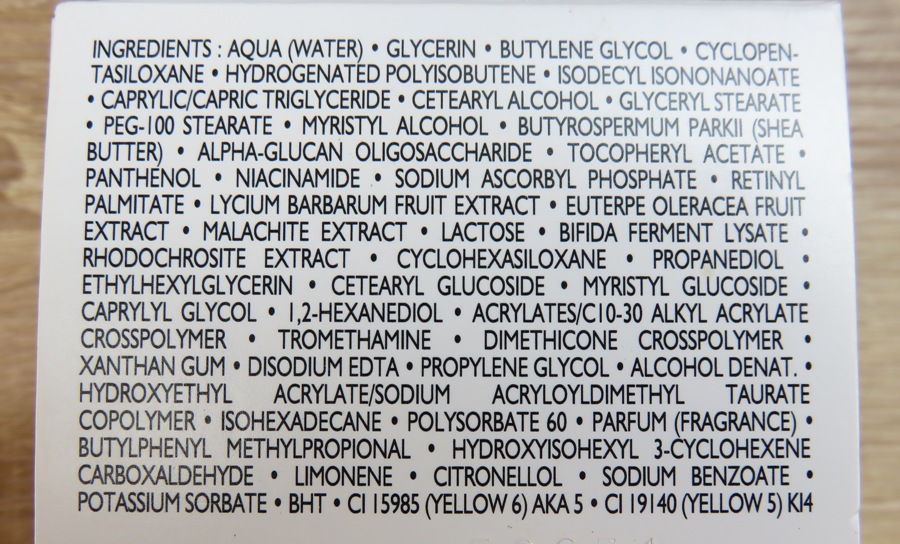 INGREDIENTS : AQUA (WATER) • GLYCERIN • BUTYLENE GLYCOL • CYCLOPEN-
TASILOXANE • HYDROGENATED POLYISOBUTENE • ISODECYL ISONONANOATE
• CAPRYLIC/CAPRIC TRIGLYCERIDE • CETEARYL ALCOHOL • GLYCERYL STEARATE
• PEG-100 STEARATE • MYRISTYL ALCOHOL • BUTYROSPERMUM PARKII (SHEA
BUTTER) • ALPHA-GLUCAN OLIGOSACCHARIDE • TOCOPHERYL ACETATE •
PANTHENOL • NIACINAMIDE • SODIUM ASCORBYL PHOSPHATE • RETINYL
PALMITATE • LYCIUM BARBARUM FRUIT EXTRACT • EUTERPE OLERACEA FRUIT
EXTRACT • MALACHITE EXTRACT • LACTOSE • BIFIDA FERMENT LYSATE •
RHODOCHROSITE EXTRACT • CYCLOHEXASILOXANE • PROPANEDIOL •
ETHYLHEXYLGLYCERIN • CETEARYL GLUCOSIDE • MYRISTYL GLUCOSIDE •
CAPRYLYL GLYCOL • 1,2-HEXANEDIOL • ACRYLATES/C10-30 ALKYL ACRYLATE
CROSSPOLYMER • TROMETHAMINE • DIMETHICONE CROSSPOLYMER •
XANTHAN GUM • DISODIUM EDTA • PROPYLENE GLYCOL • ALCOHOL DENAT. •
HYDROXYETHYL ACRYLATE/SODIUM ACRYLOYLDIMETHYL TAURATE
COPOLYMER • ISOHEXADECANE • POLYSORBATE 60 • PARFUM (FRAGRANCE) •
BUTYLPHENYL METHYLPROPIONAL • HYDROXYISOHEXYL 3-CYCLOHEXENE
CARBOXALDEHYDE • LIMONENE • CITRONELLOL • SODIUM BENZOATE •
POTASSIUM SORBATE • BHT • CI 15985 (YELLOW 6) AKA 5 • CI 19140 (YELLOW 5) KI4